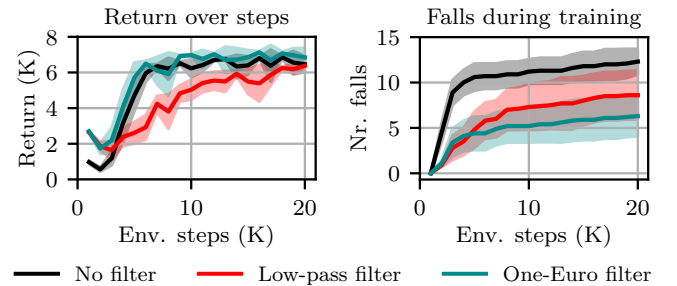 Return over steps
Return (K)
8
6
4
2
0
0
10
20
Env. steps (K)
Falls during training
Nr. falls
15
10
5
0
0
10
20
Env. steps (K)
No filter
Low-pass filter
One-Euro filter